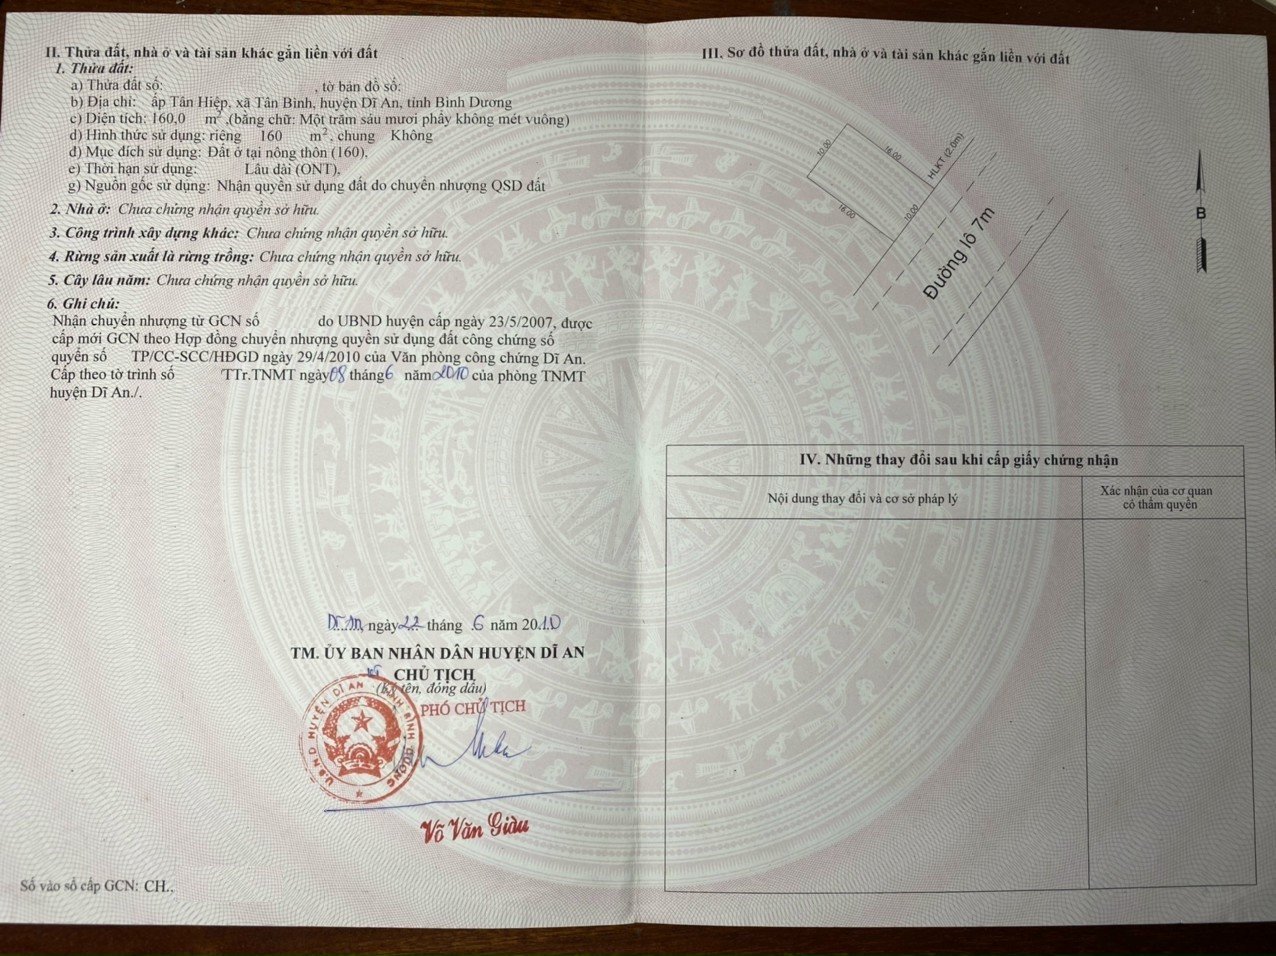 II. Thửa đất, nhà ở và tài sản khác gắn liền với đất
1. Thửa đất:
a) Thửa đất số: , tờ bản đồ số:
b) Địa chỉ: ấp Tân Hiệp, xã Tân Bình, huyện Dĩ An, tỉnh Bình Dương
c) Diện tích: 160,0 m², (bằng chữ: Một trăm sáu mươi phẩy không mét vuông)
d) Hình thức sử dụng: riêng 160 m², chung Không
đ) Mục đích sử dụng: Đất ở tại nông thôn (160),
e) Thời hạn sử dụng: Lâu dài (ONT),
g) Nguồn gốc sử dụng: Nhận quyền sử dụng đất do chuyển nhượng QSD đất
2. Nhà ở: Chưa chứng nhận quyền sở hữu.
3. Công trình xây dựng khác: Chưa chứng nhận quyền sở hữu.
4. Rừng sản xuất là rừng trồng: Chưa chứng nhận quyền sở hữu.
5. Cây lâu năm: Chưa chứng nhận quyền sở hữu.
6. Ghi chú:
Nhận chuyển nhượng từ GCN số do UBND huyện cấp ngày 23/5/2007, được
cấp mới GCN theo Hợp đồng chuyển nhượng quyền sử dụng đất công chứng số
quyển số TP/CC-SCC/HĐGD ngày 29/4/2010 của Văn phòng công chứng Dĩ An.
Cấp theo tờ trình số TTr.TNMT ngày 08 tháng 6 năm 2010 của phòng TNMT
huyện Dĩ An./.
Dĩ An, ngày 22 tháng 6 năm 2010
TM. ỦY BAN NHÂN DÂN HUYỆN DĨ AN
CHỦ TỊCH
(Ký tên, đóng dấu)
PHÓ CHỦ TỊCH
U.B.N.D HUYỆN DĨ AN TỈNH BÌNH DƯƠNG
Võ Văn Giàu
Số vào sổ cấp GCN: CH..
III. Sơ đồ thửa đất, nhà ở và tài sản khác gắn liền với đất
10.00
16.00
HLKT (2.0m)
16.00
10.00
Đường lô 7m
B
IV. Những thay đổi sau khi cấp giấy chứng nhận
Nội dung thay đổi và cơ sở pháp lý
Xác nhận của cơ quan
có thẩm quyền